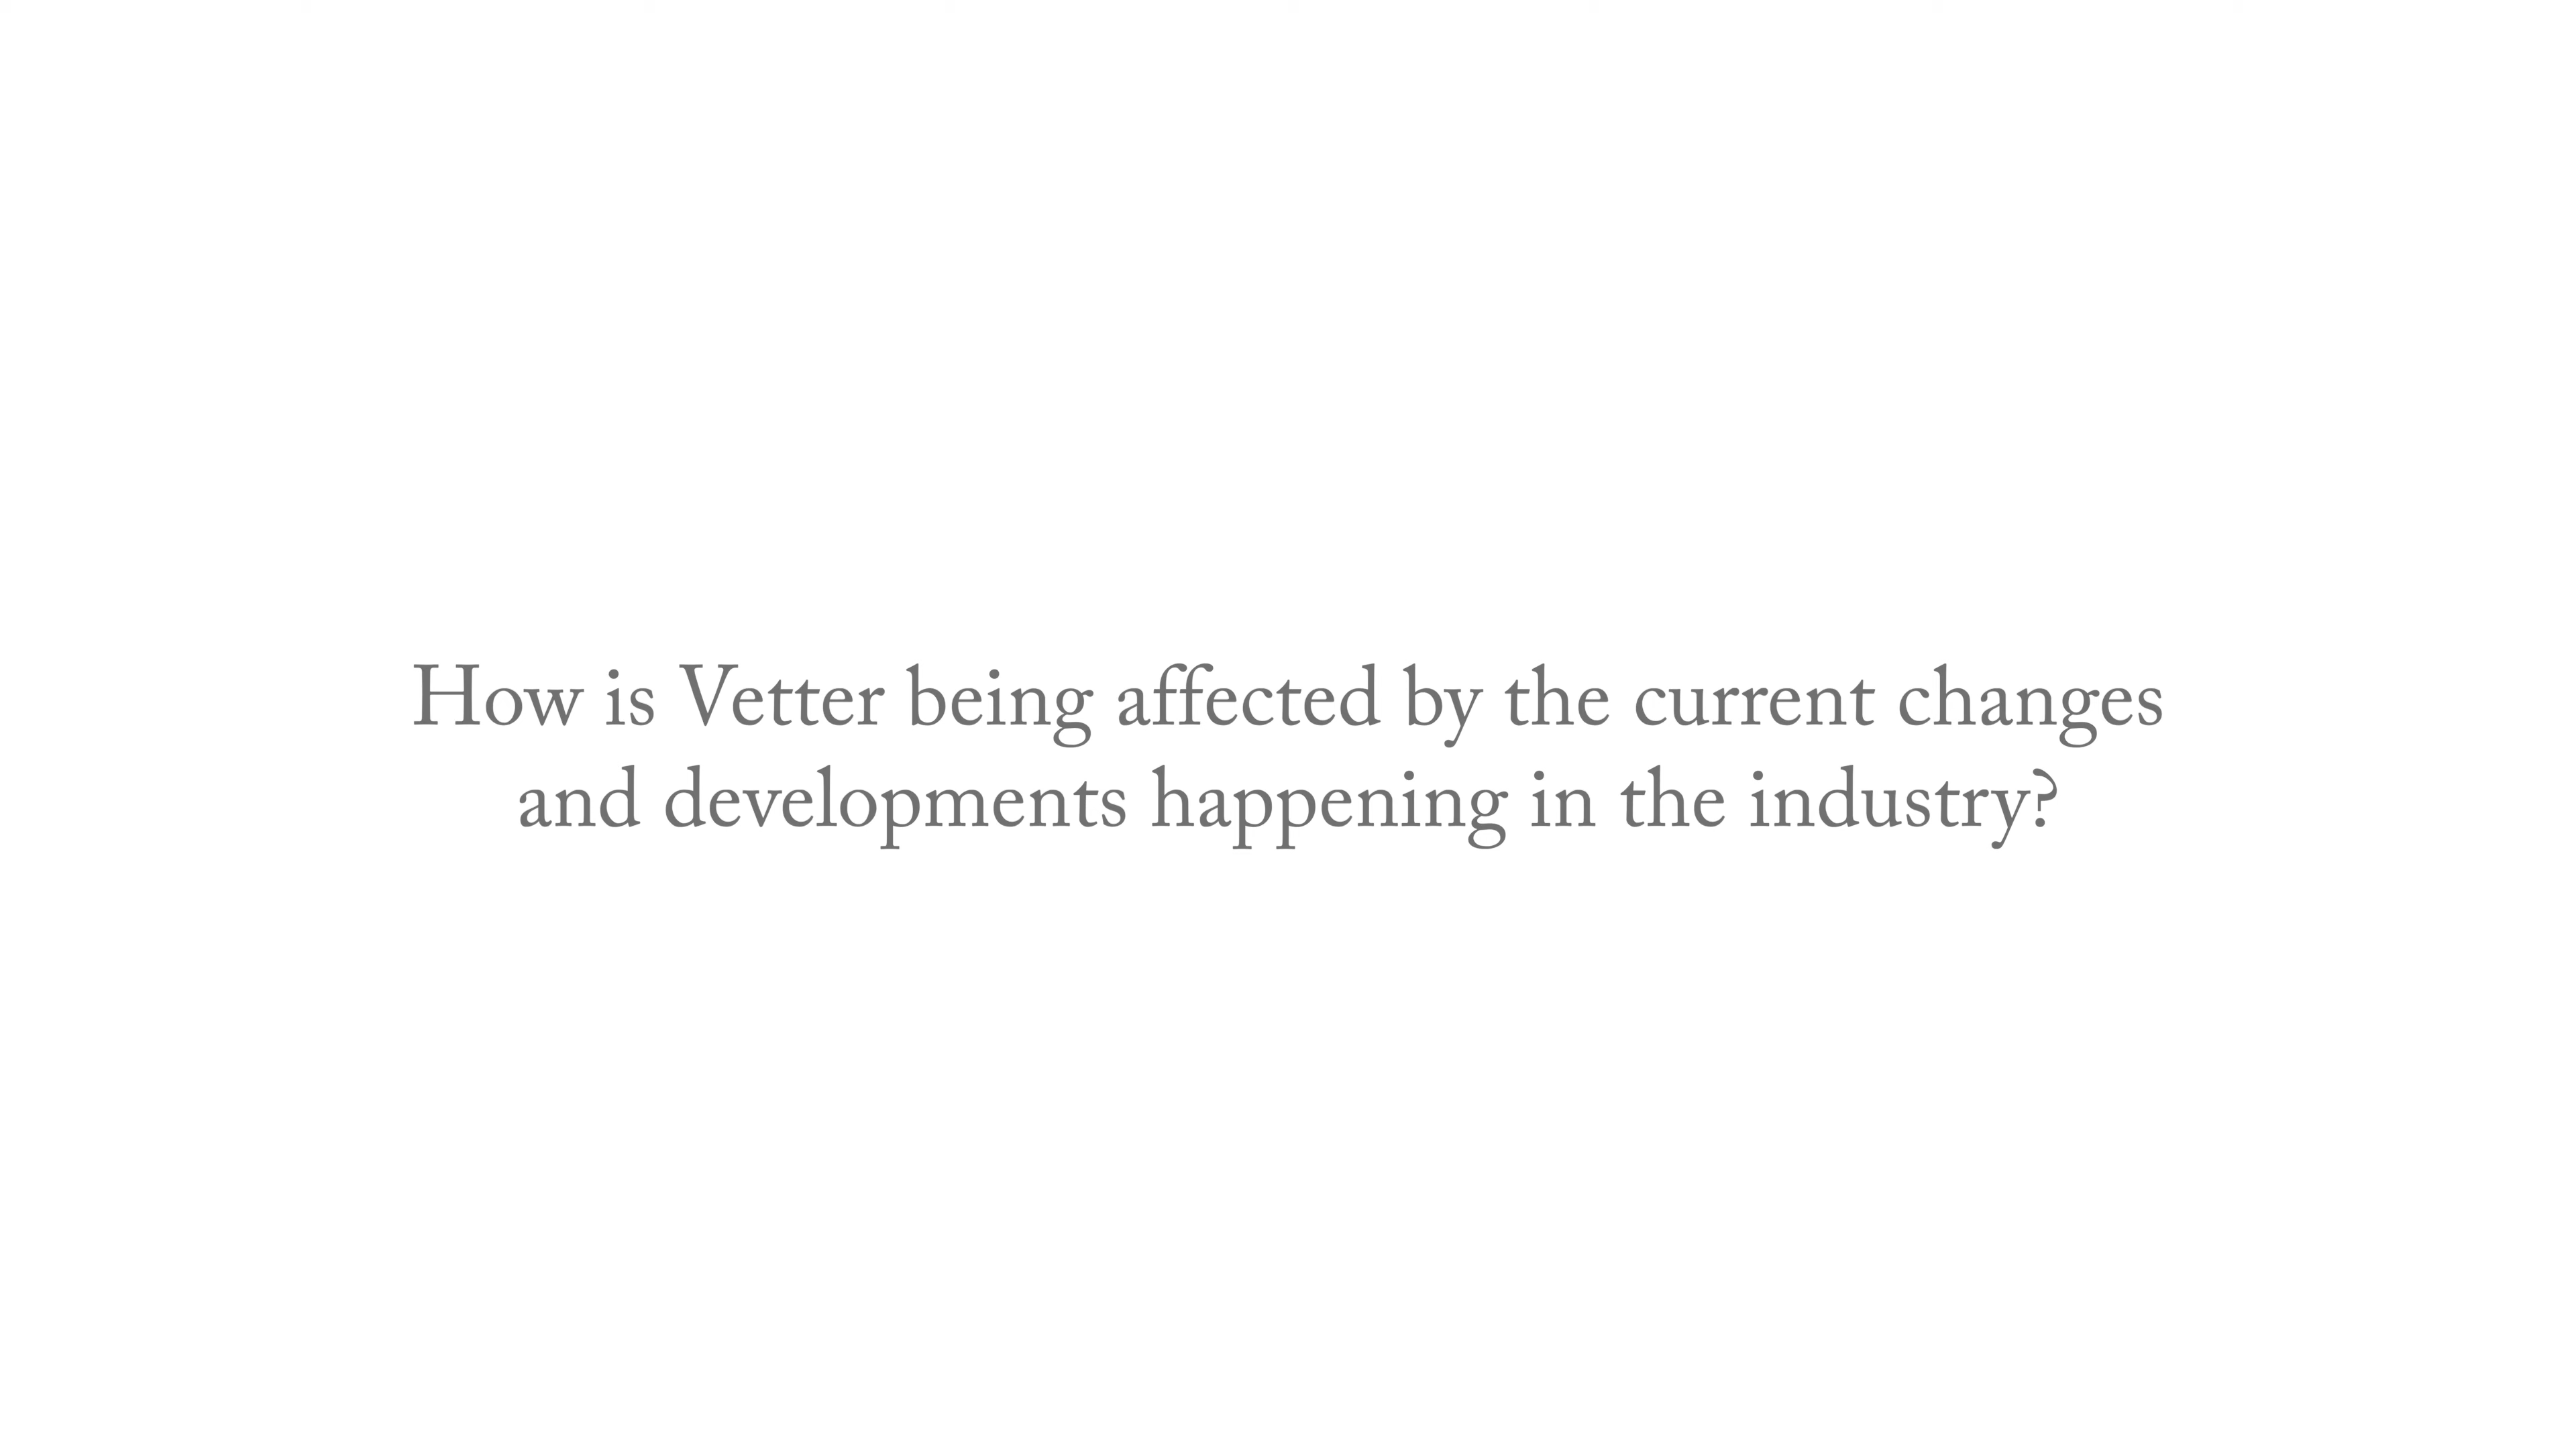 How is Vetter being affected by the current changes
and developments happening in the industry?